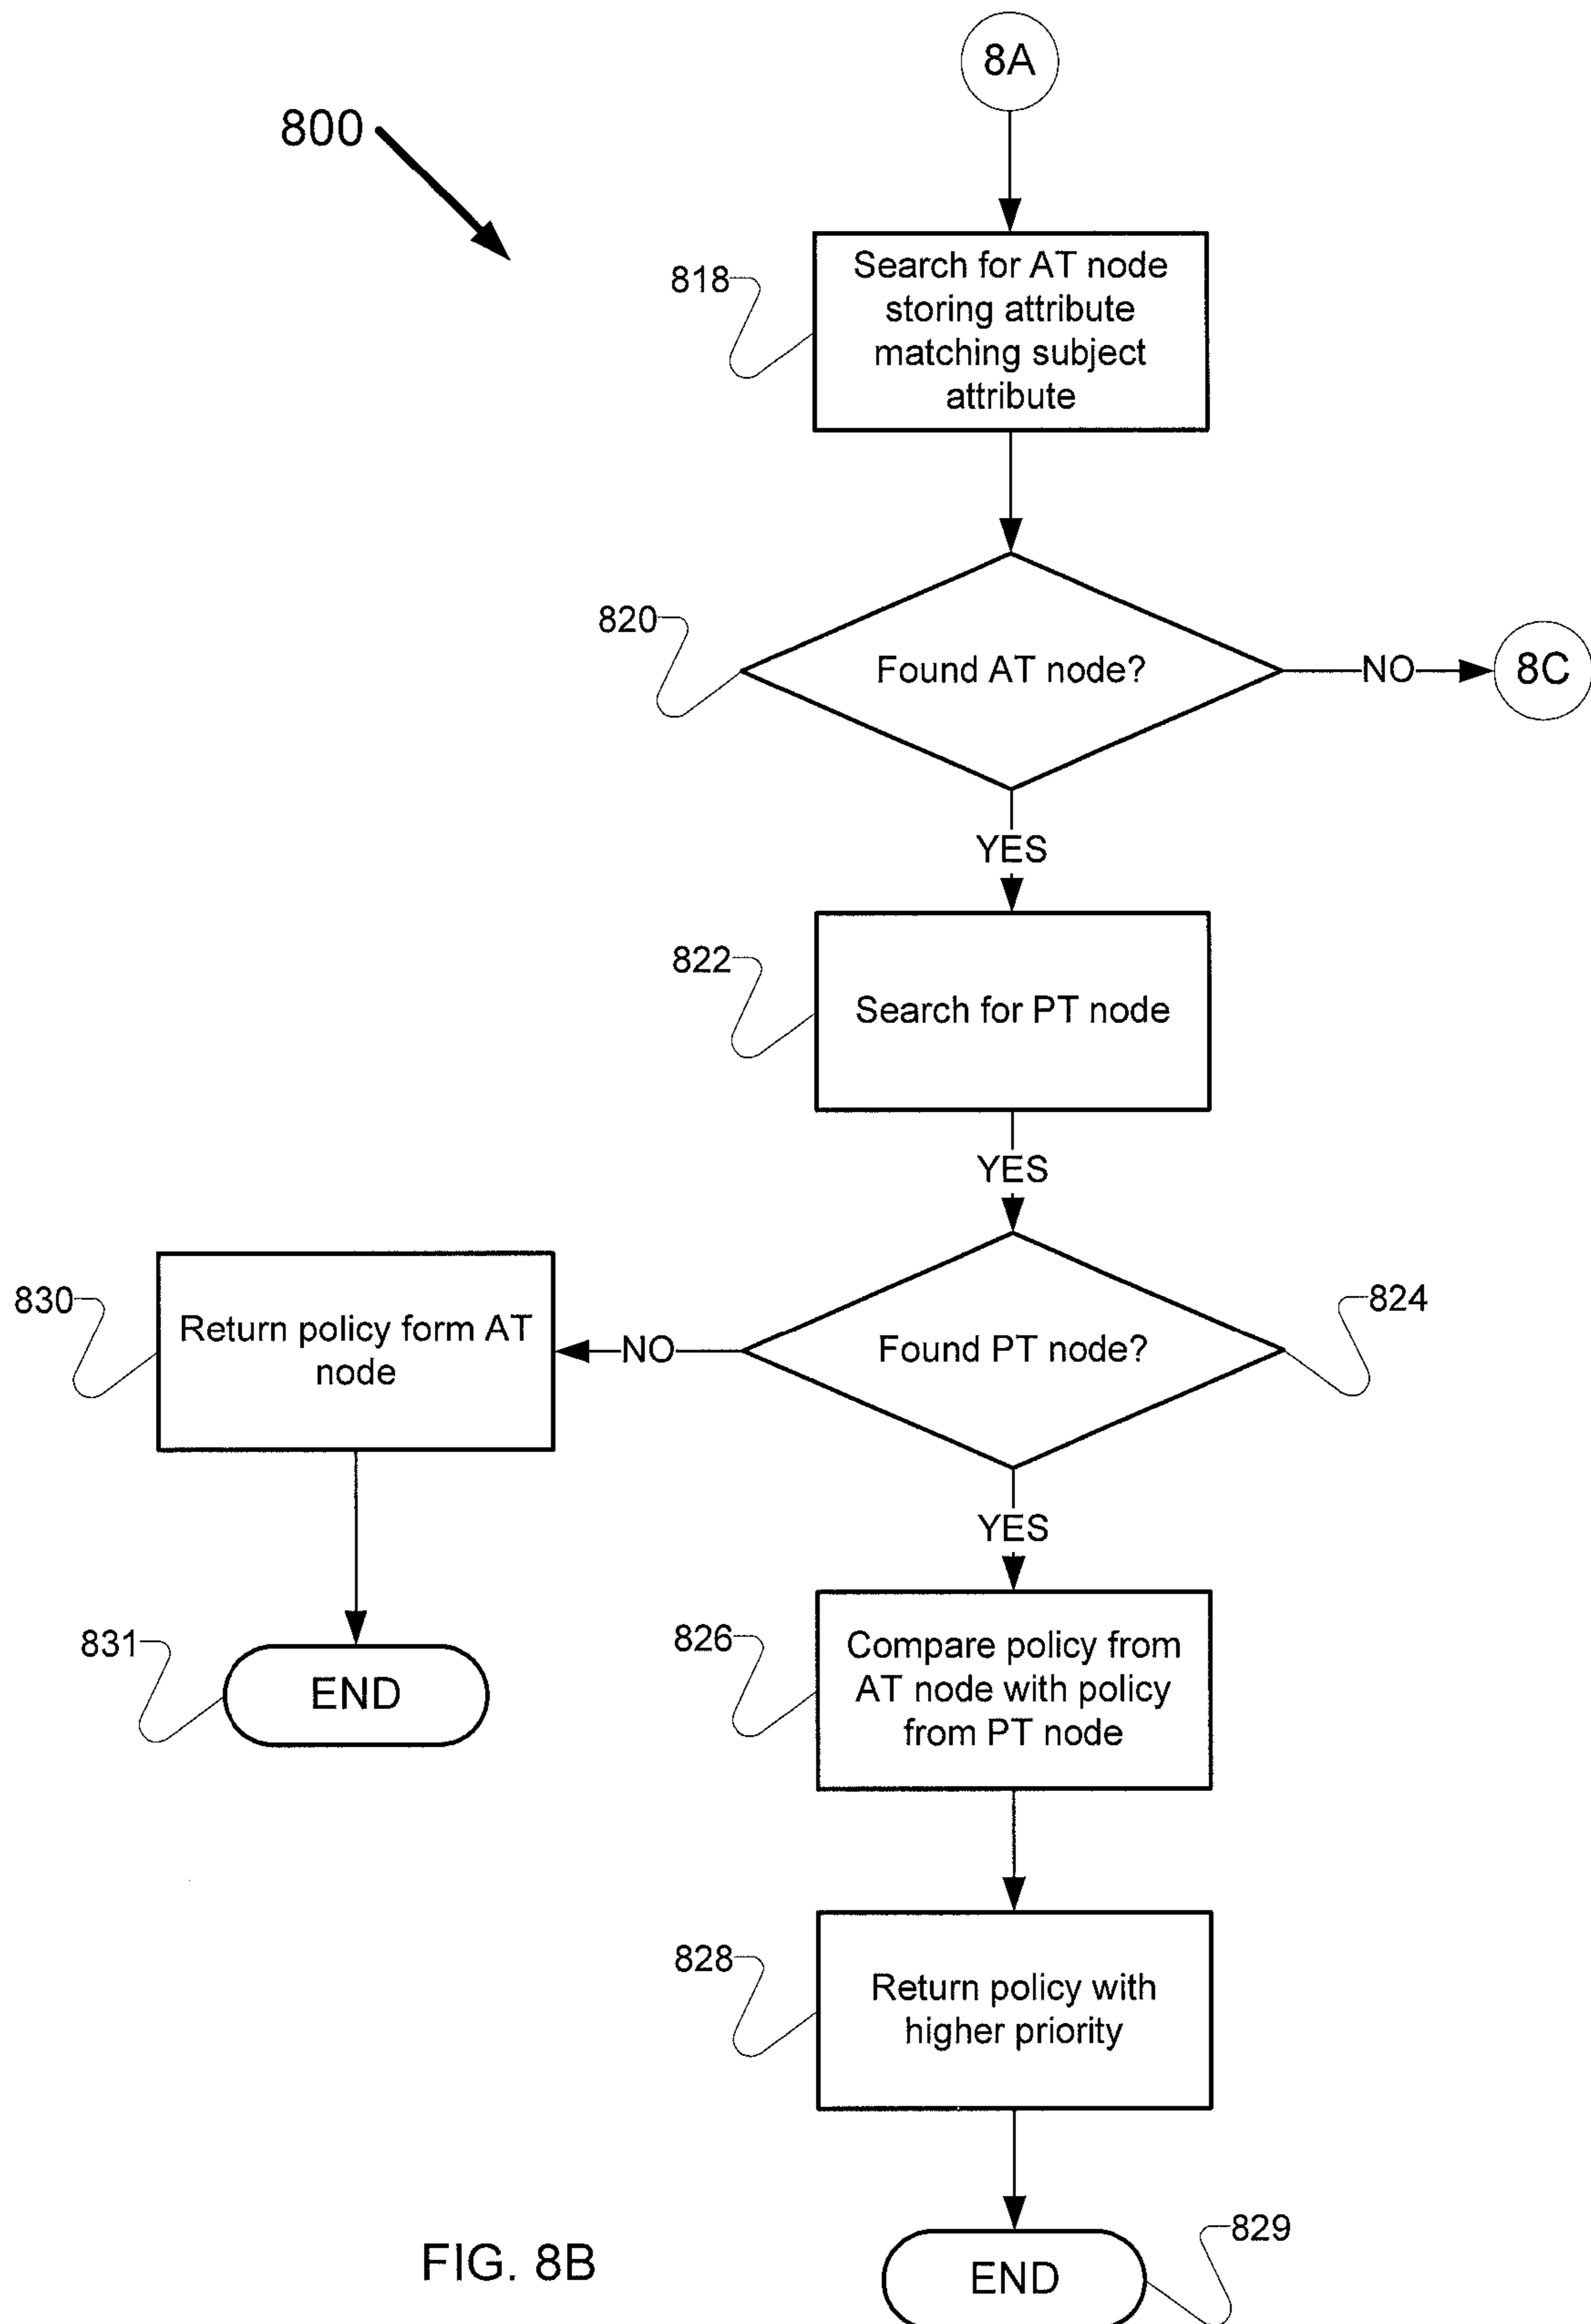 8A
800
818
Search for AT node
storing attribute
matching subject
attribute
820
Found AT node?
NO
8C
YES
822
Search for PT node
YES
830
Return policy form AT
node
NO
Found PT node?
824
YES
831
END
826
Compare policy from
AT node with policy
from PT node
828
Return policy with
higher priority
829
END
FIG. 8B